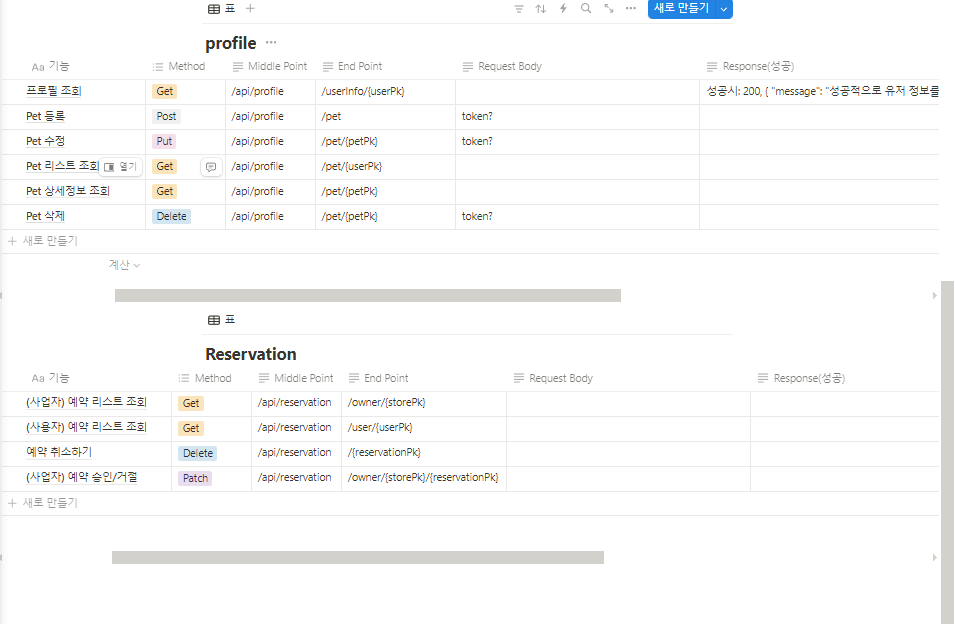 표
새로 만들기
profile
Aa 기능 Method Middle Point End Point Request Body Response(성공)
프로필 조회 Get /api/profile /userInfo/{userPk} 성공시: 200, { "message": "성공적으로 유저 정보를
Pet 등록 Post /api/profile /pet token?
Pet 수정 Put /api/profile /pet/{petPk} token?
Pet 리스트 조회 열기 Get /api/profile /pet/{userPk}
Pet 상세정보 조회 Get /api/profile /pet/{petPk}
Pet 삭제 Delete /api/profile /pet/{petPk} token?
+ 새로 만들기
계산
표
Reservation
Aa 기능 Method Middle Point End Point Request Body Response(성공)
(사업자) 예약 리스트 조회 Get /api/reservation /owner/{storePk}
(사용자) 예약 리스트 조회 Get /api/reservation /user/{userPk}
예약 취소하기 Delete /api/reservation /{reservationPk}
(사업자) 예약 승인/거절 Patch /api/reservation /owner/{storePk}/{reservationPk}
+ 새로 만들기